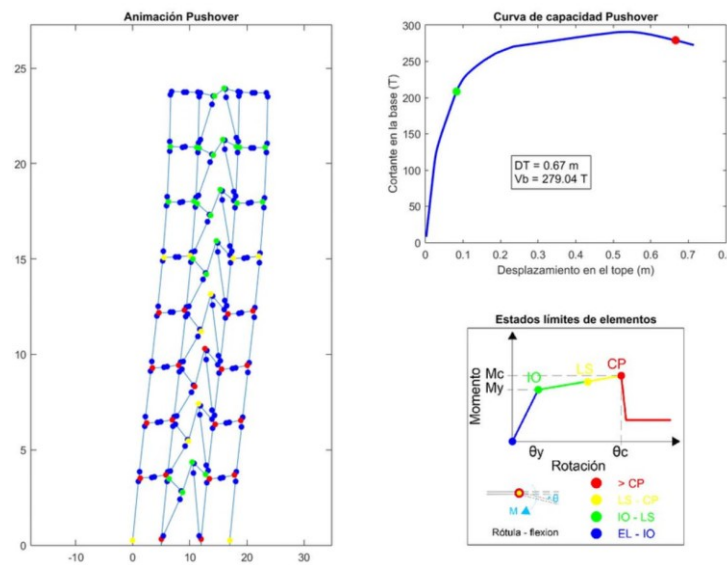 Animación Pushover
25
20
15
10
5
0
-10
0
10
20
30
Curva de capacidad Pushover
Cortante en la base (T)
300
250
200
150
100
50
0
DT = 0.67 m
Vb = 279.04 T
0
0.1
0.2
0.3
0.4
0.5
0.6
0.7
0.8
Desplazamiento en el tope (m)
Estados límites de elementos
Momento
Mc
My
IO
LS
CP
θy
θc
Rotación
θ
M
Rótula - flexion
> CP
LS - CP
IO - LS
EL - IO